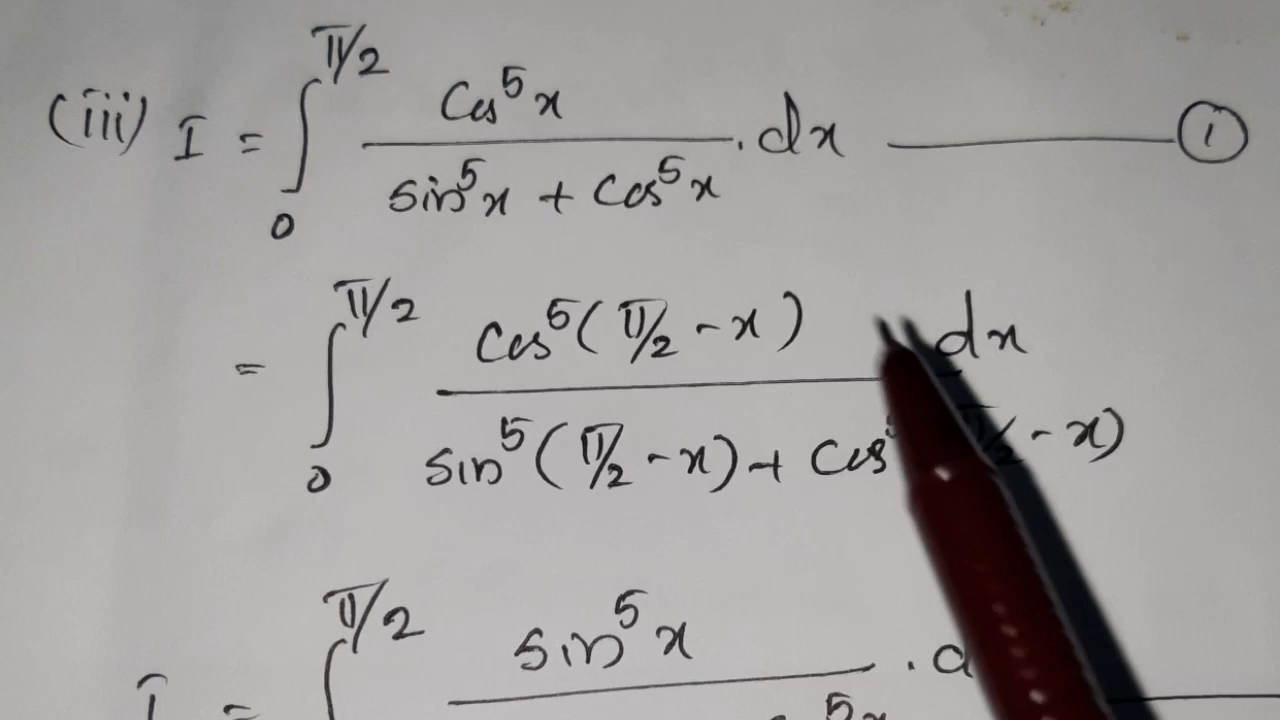 (iii) I = ∫₀^(π/2) cos⁵x / (sin⁵x + cos⁵x) . dx ——— ①
= ∫₀^(π/2) cos⁵(π/2 - x) / (sin⁵(π/2 - x) + cos⁵(π/2 - x)) dx
I = ∫^(π/2) sin⁵x / 5x .